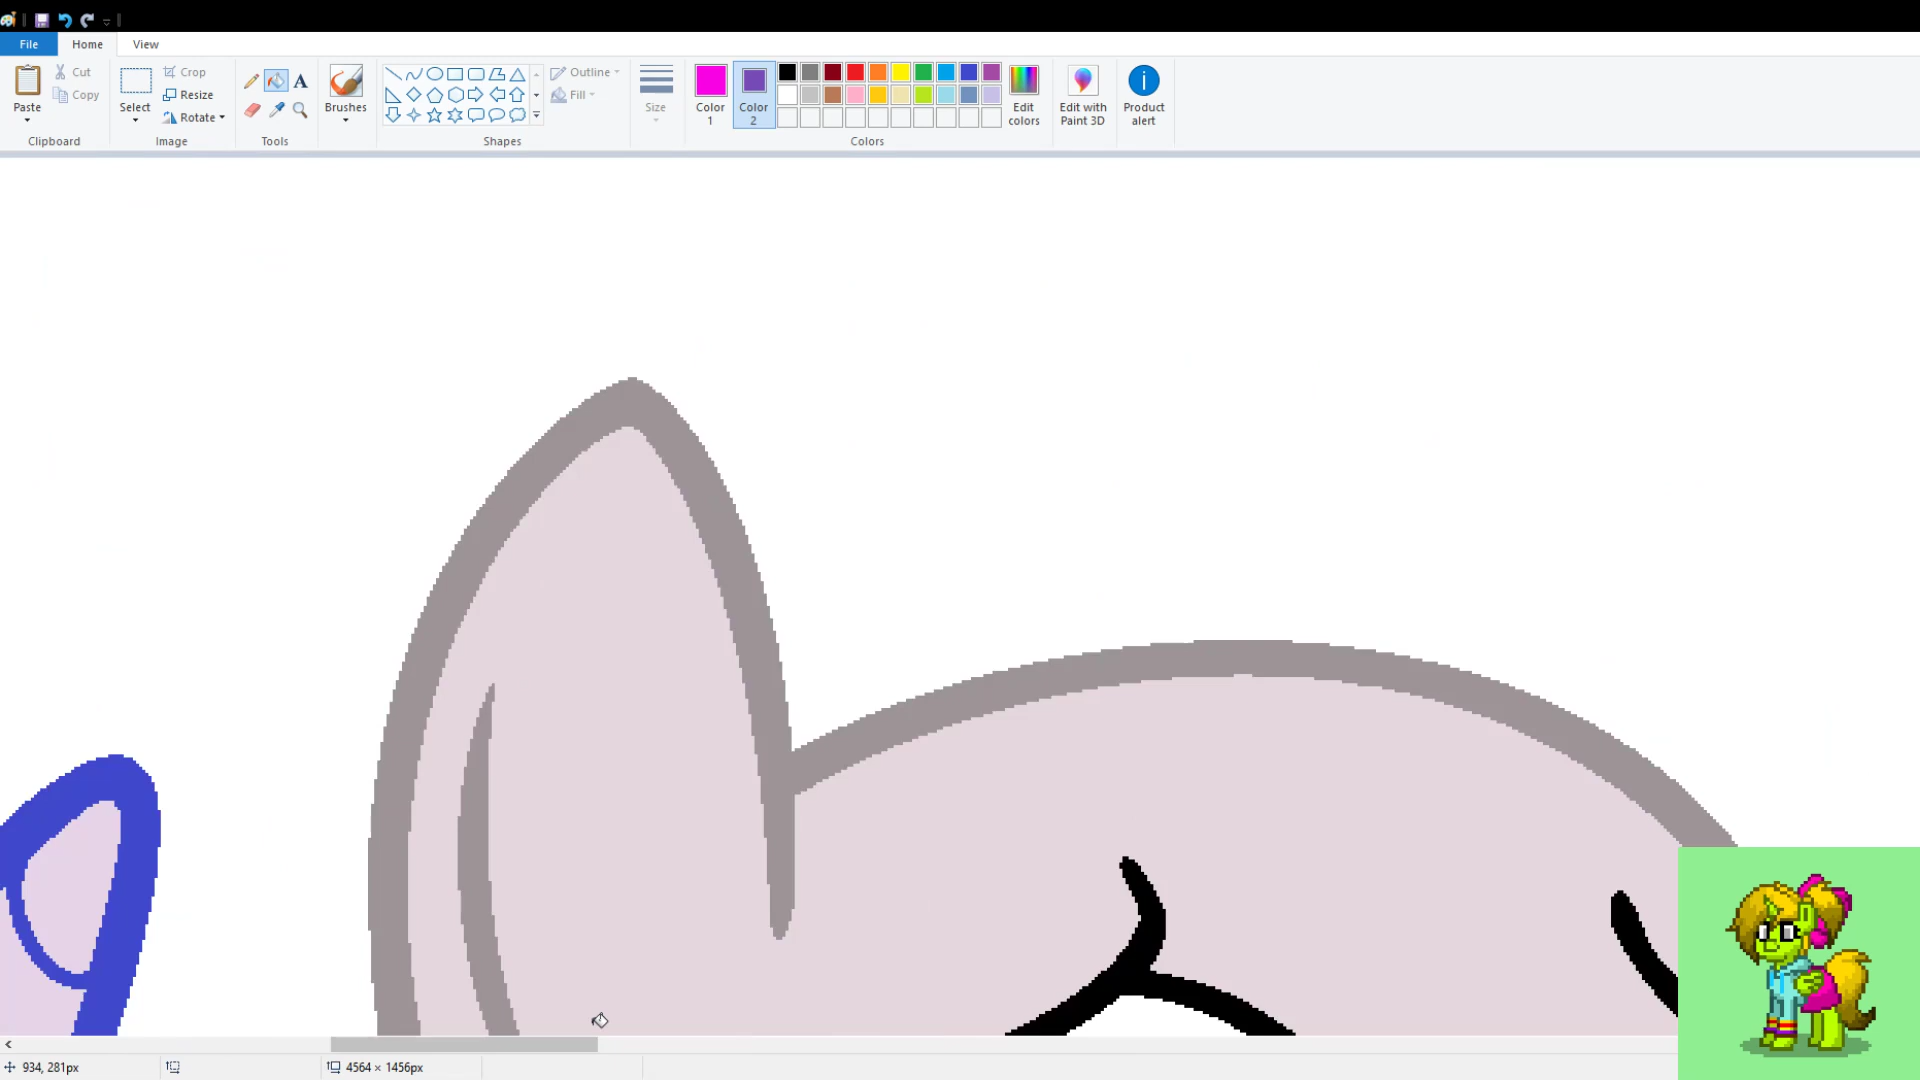 File Home View
Paste
Cut
Copy
Clipboard
Select
Crop
Resize
Rotate
Image
A
Tools
Brushes
Shapes
Outline
Fill
Size
Color 1
Color 2
Edit colors
Colors
Edit with Paint 3D
Product alert
934, 281px
4564 × 1456px